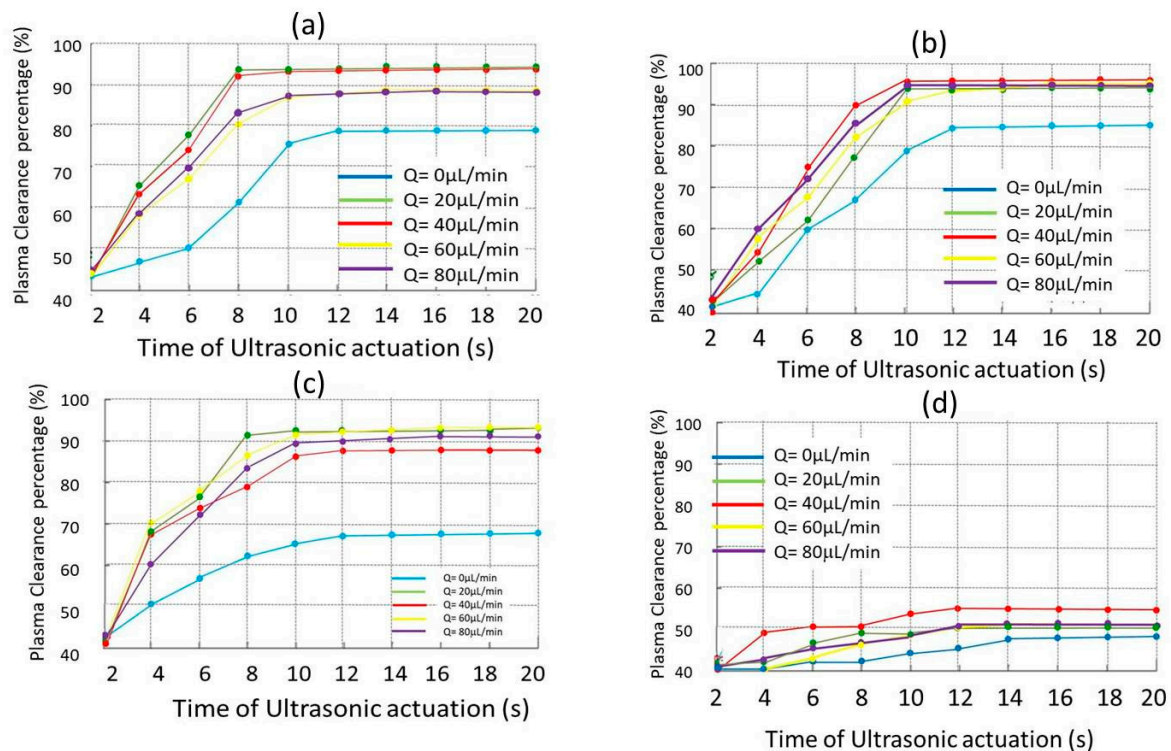 (a)
Plasma Clearance percentage (%)
100
90
80
70
60
50
40
Q= 0µL/min
Q= 20µL/min
Q= 40µL/min
Q= 60µL/min
Q= 80µL/min
2 4 6 8 10 12 14 16 18 20
Time of Ultrasonic actuation (s)
(b)
Plasma Clearance percentage (%)
100
90
80
70
60
50
40
Q= 0µL/min
Q= 20µL/min
Q= 40µL/min
Q= 60µL/min
Q= 80µL/min
2 4 6 8 10 12 14 16 18 20
Time of Ultrasonic actuation (s)
(c)
Plasma Clearance percentage (%)
100
90
80
70
60
50
40
Q= 0µL/min
Q= 20µL/min
Q= 40µL/min
Q= 60µL/min
Q= 80µL/min
2 4 6 8 10 12 14 16 18 20
Time of Ultrasonic actuation (s)
(d)
Plasma Clearance percentage (%)
100
90
80
70
60
50
40
Q= 0µL/min
Q= 20µL/min
Q= 40µL/min
Q= 60µL/min
Q= 80µL/min
2 4 6 8 10 12 14 16 18 20
Time of Ultrasonic actuation (s)